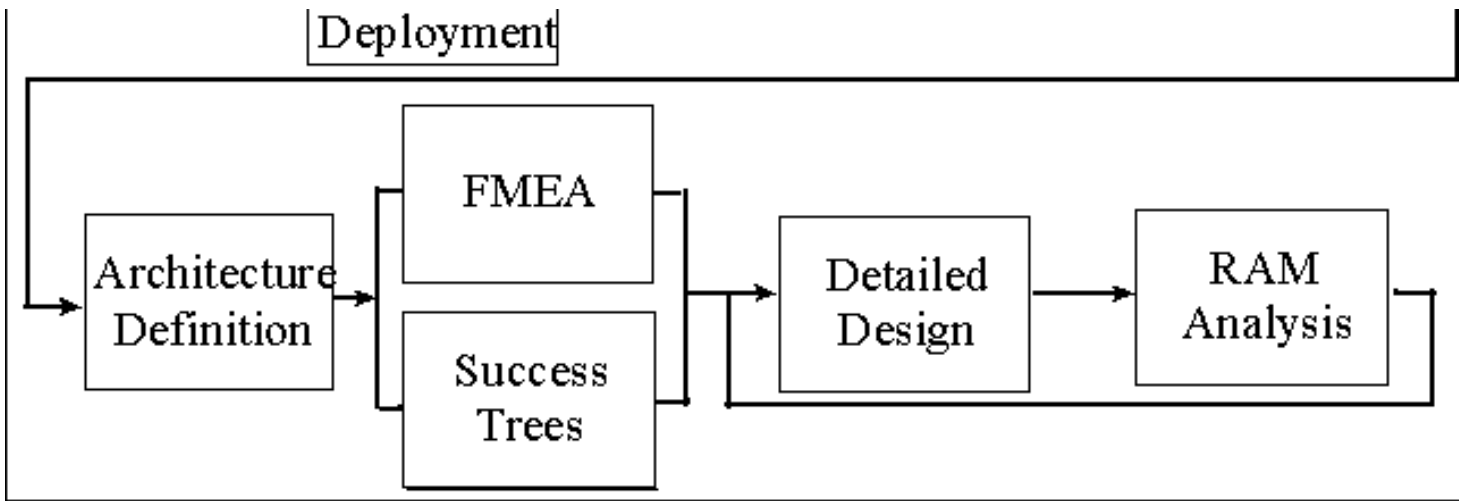 Deployment
Architecture
Definition
FMEA
Success
Trees
Detailed
Design
RAM
Analysis